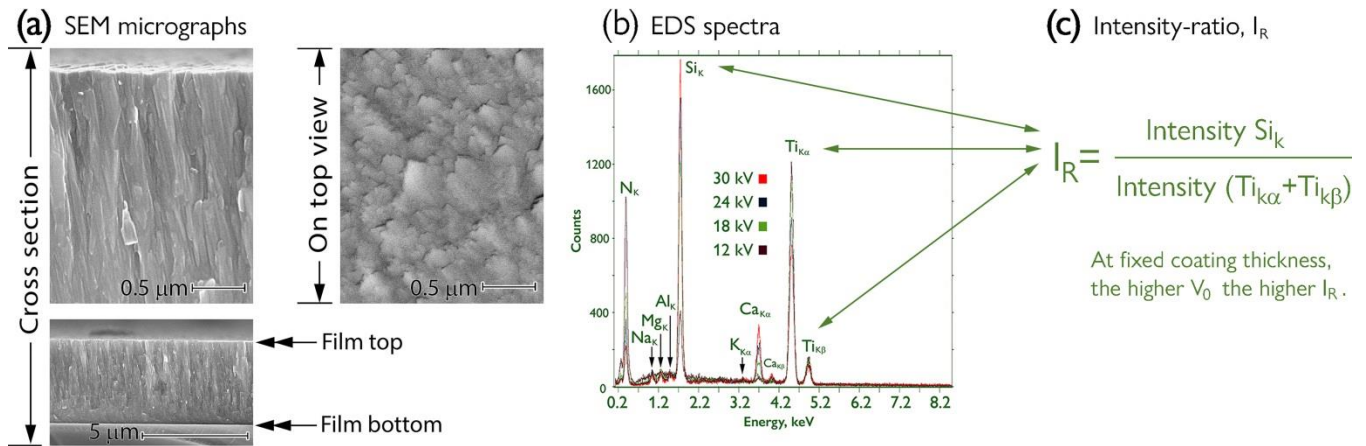 (a) SEM micrographs
Cross section
0.5 μm
On top view
0.5 μm
Film top
Film bottom
5 μm
(b) EDS spectra
Counts
1600
1200
800
400
0
Si_K
Ti_Kα
N_K
30 kV
24 kV
18 kV
12 kV
Al_K
Mg_K
Na_K
Ca_Kα
K_Kα
Ca_Kβ
Ti_Kβ
0.2 1.2 2.2 3.2 4.2 5.2 6.2 7.2 8.2
Energy, keV
(c) Intensity-ratio, I_R
I_R = Intensity Si_k
Intensity (Ti_kα+Ti_kβ)
At fixed coating thickness,
the higher V_0 the higher I_R .